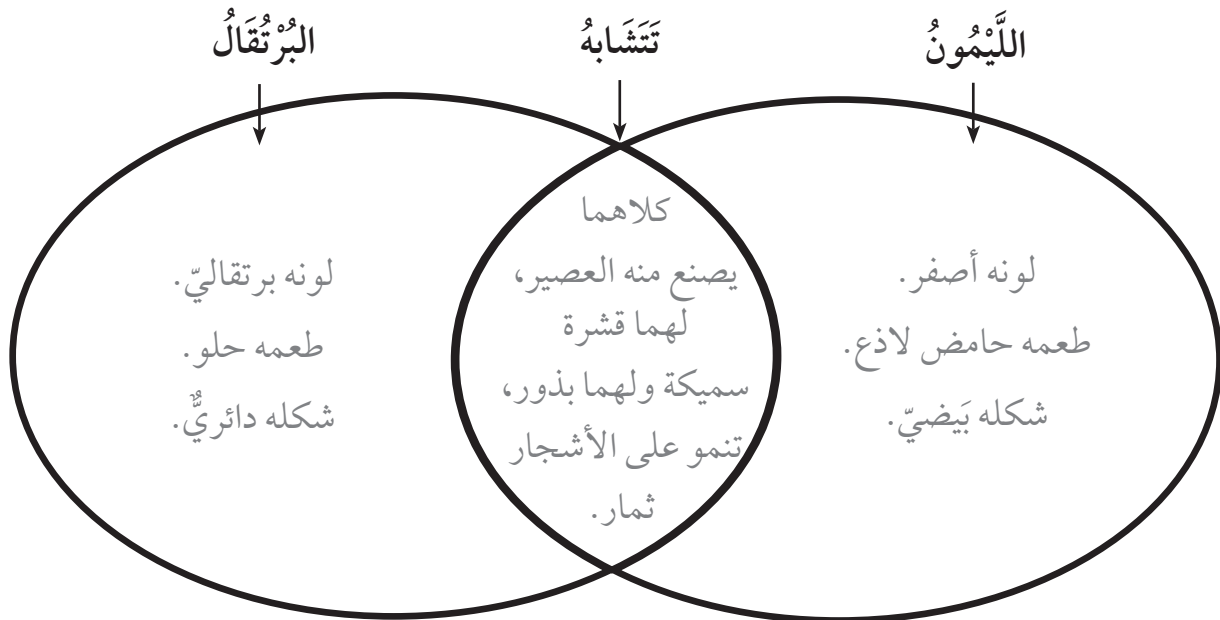 اللَّيْمُونُ
تَتَشَابهُ
البُرْتُقَالُ
لونه أصفر.
طعمه حامض لاذع.
شكله بَيضيّ.
كلاهما
يصنع منه العصير،
لهما قشرة
سميكة ولهما بذور،
تنمو على الأشجار
ثمار.
لونه برتقاليّ.
طعمه حلو.
شكله دائريٌّ.